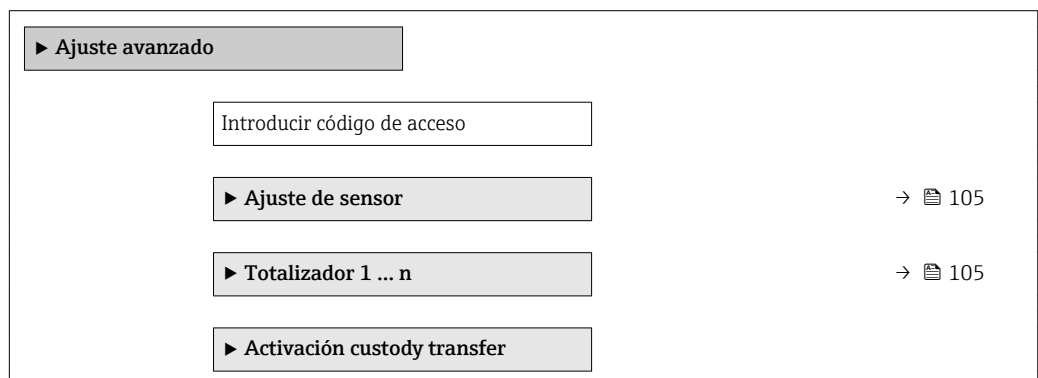 ▶ Ajuste avanzado
Introducir código de acceso
▶ Ajuste de sensor → 105
▶ Totalizador 1 ... n → 105
▶ Activación custody transfer